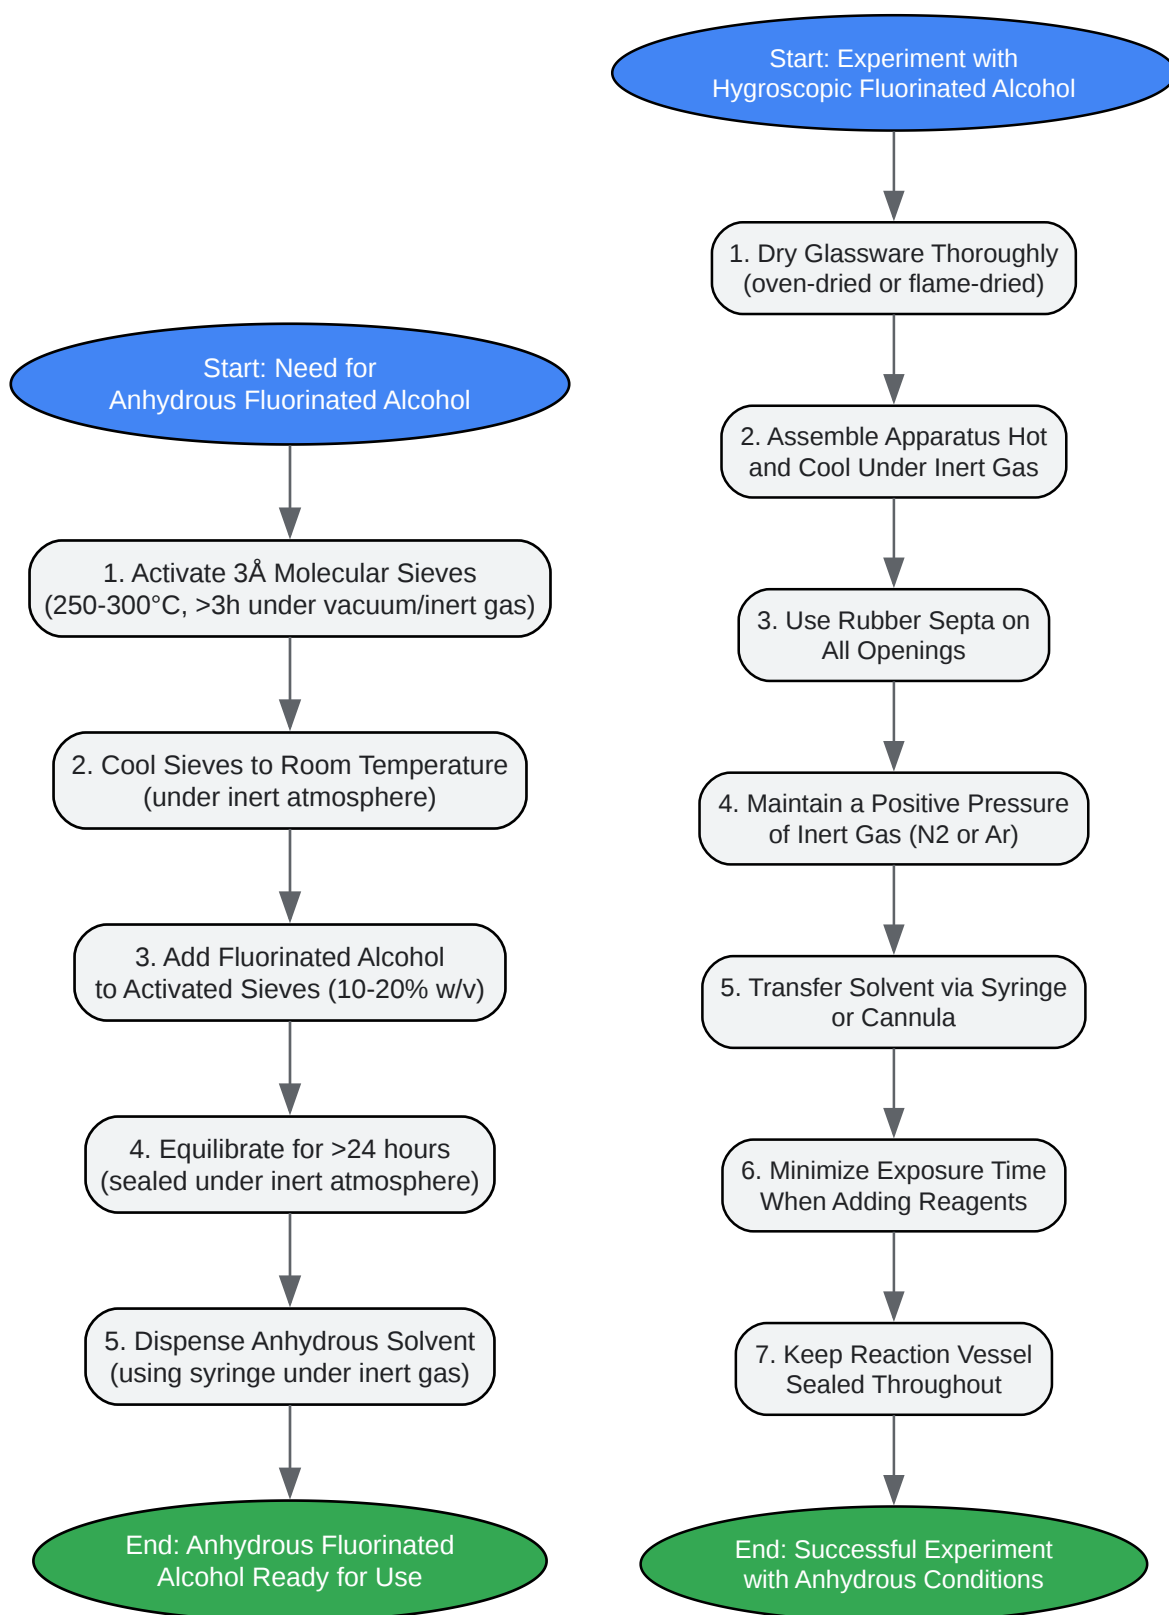 Start: Need for
Anhydrous Fluorinated Alcohol
1. Activate 3Å Molecular Sieves
(250-300°C, >3h under vacuum/inert gas)
2. Cool Sieves to Room Temperature
(under inert atmosphere)
3. Add Fluorinated Alcohol
to Activated Sieves (10-20% w/v)
4. Equilibrate for >24 hours
(sealed under inert atmosphere)
5. Dispense Anhydrous Solvent
(using syringe under inert gas)
End: Anhydrous Fluorinated
Alcohol Ready for Use
Start: Experiment with
Hygroscopic Fluorinated Alcohol
1. Dry Glassware Thoroughly
(oven-dried or flame-dried)
2. Assemble Apparatus Hot
and Cool Under Inert Gas
3. Use Rubber Septa on
All Openings
4. Maintain a Positive Pressure
of Inert Gas (N2 or Ar)
5. Transfer Solvent via Syringe
or Cannula
6. Minimize Exposure Time
When Adding Reagents
7. Keep Reaction Vessel
Sealed Throughout
End: Successful Experiment
with Anhydrous Conditions